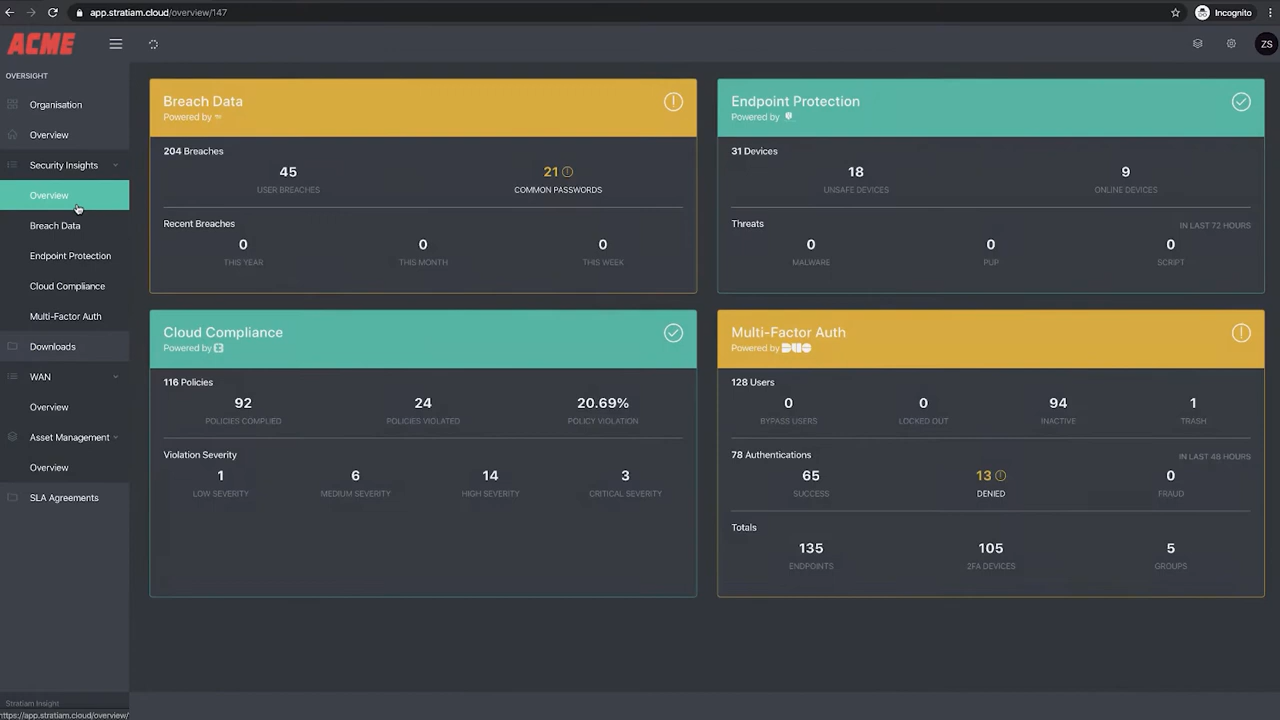 app.stratiam.cloud/overview/147
Incognito
ACME
ZS
OVERSIGHT
Organisation
Overview
Security Insights
Overview
Breach Data
Endpoint Protection
Cloud Compliance
Multi-Factor Auth
Downloads
WAN
Overview
Asset Management
Overview
SLA Agreements
Stratiam Insight
https://app.stratiam.cloud/overview/
Breach Data
Powered by
204 Breaches
45 21
USER BREACHES COMMON PASSWORDS
Recent Breaches
0 0 0
THIS YEAR THIS MONTH THIS WEEK
Endpoint Protection
Powered by
31 Devices
18 9
UNSAFE DEVICES ONLINE DEVICES
Threats IN LAST 72 HOURS
0 0 0
MALWARE PUP SCRIPT
Cloud Compliance
Powered by
116 Policies
92 24 20.69%
POLICIES COMPLIED POLICIES VIOLATED POLICY VIOLATION
Violation Severity
1 6 14 3
LOW SEVERITY MEDIUM SEVERITY HIGH SEVERITY CRITICAL SEVERITY
Multi-Factor Auth
Powered by DUO
128 Users
0 0 94 1
BYPASS USERS LOCKED OUT INACTIVE TRASH
78 Authentications IN LAST 48 HOURS
65 13 0
SUCCESS DENIED FRAUD
Totals
135 105 5
ENDPOINTS 2FA DEVICES GROUPS